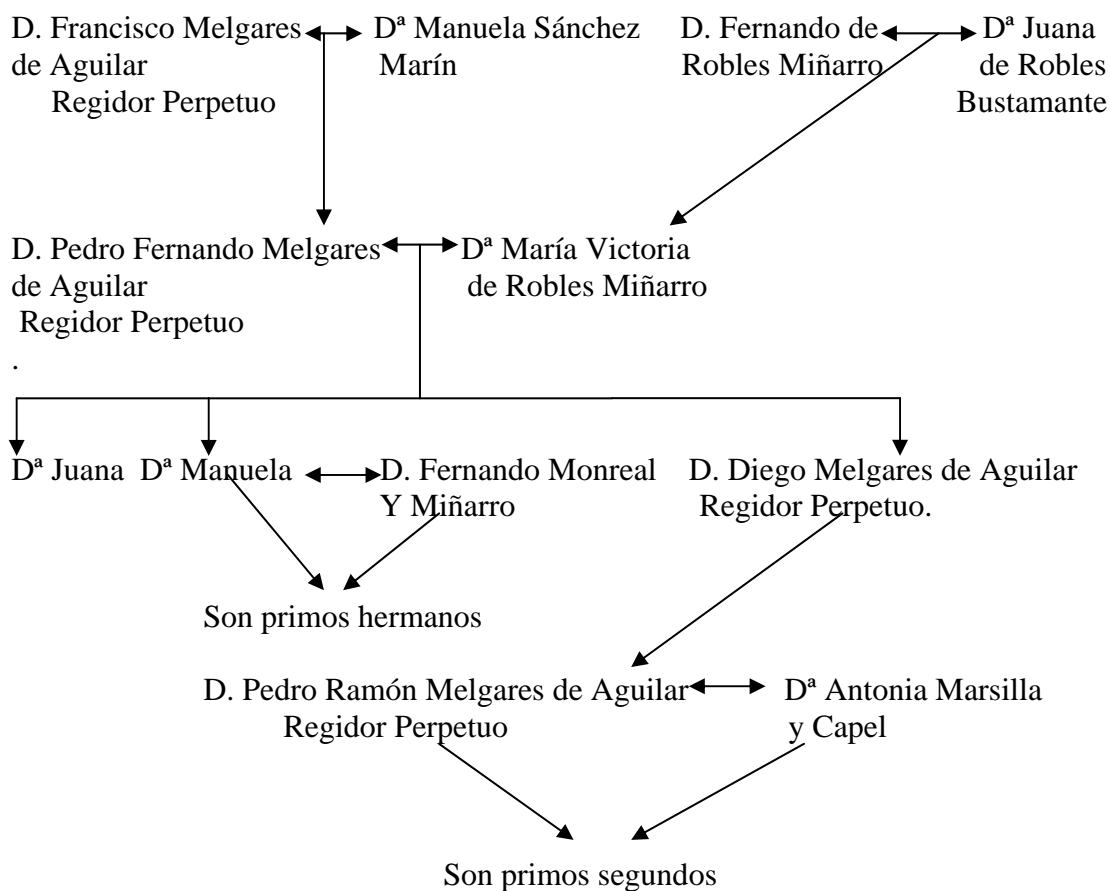 D. Francisco Melgares Dª Manuela Sánchez D. Fernando de Dª Juana
de Aguilar Marín Robles Miñarro de Robles
Regidor Perpetuo Bustamante
D. Pedro Fernando Melgares Dª María Victoria
de Aguilar de Robles Miñarro
Regidor Perpetuo
.
Dª Juana Dª Manuela D. Fernando Monreal D. Diego Melgares de Aguilar
Y Miñarro Regidor Perpetuo.
Son primos hermanos
D. Pedro Ramón Melgares de Aguilar Dª Antonia Marsilla
Regidor Perpetuo y Capel
Son primos segundos